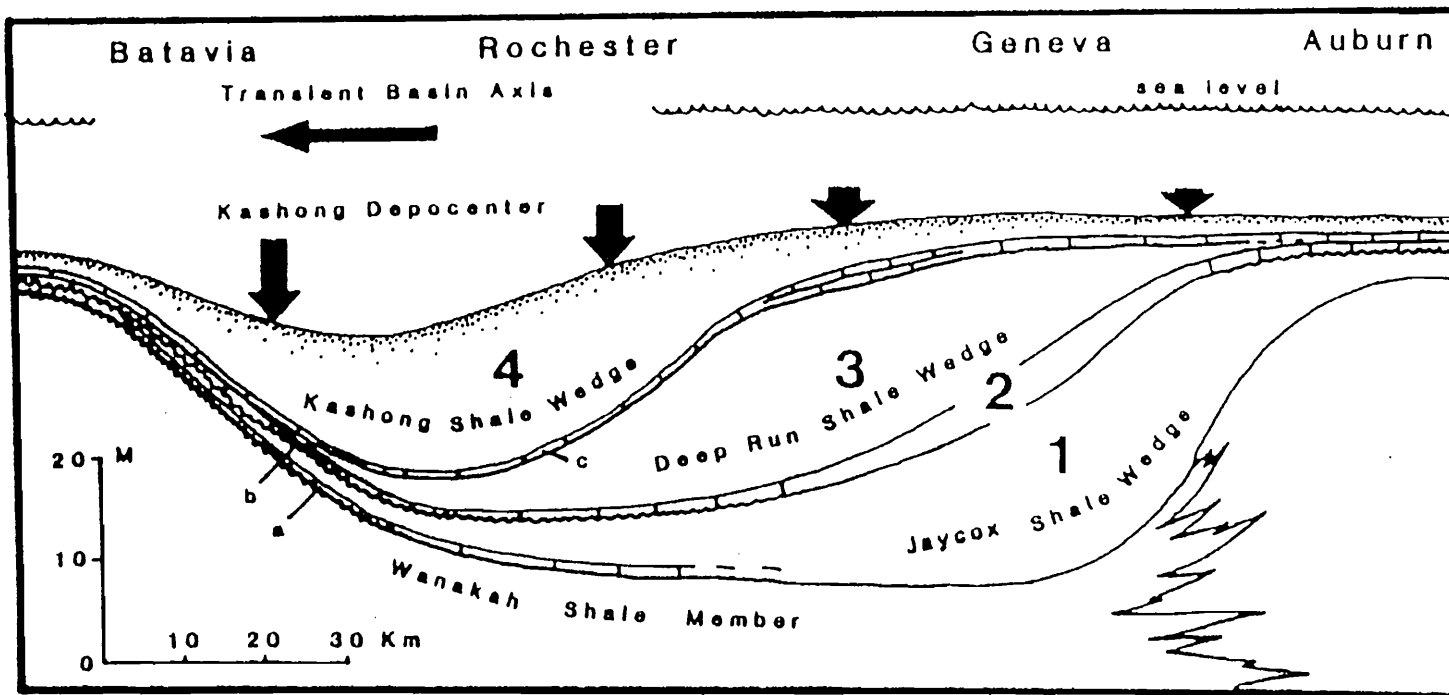 Batavia Rochester Geneva Auburn
Transient Basin Axis
sea level
Kashong Depocenter
4
3
Kashong Shale Wedge
2
Deep Run Shale Wedge
1
Jaycox Shale Wedge
20 M
c
b
a
10
Wanakah Shale Member
10 20 30 Km
0